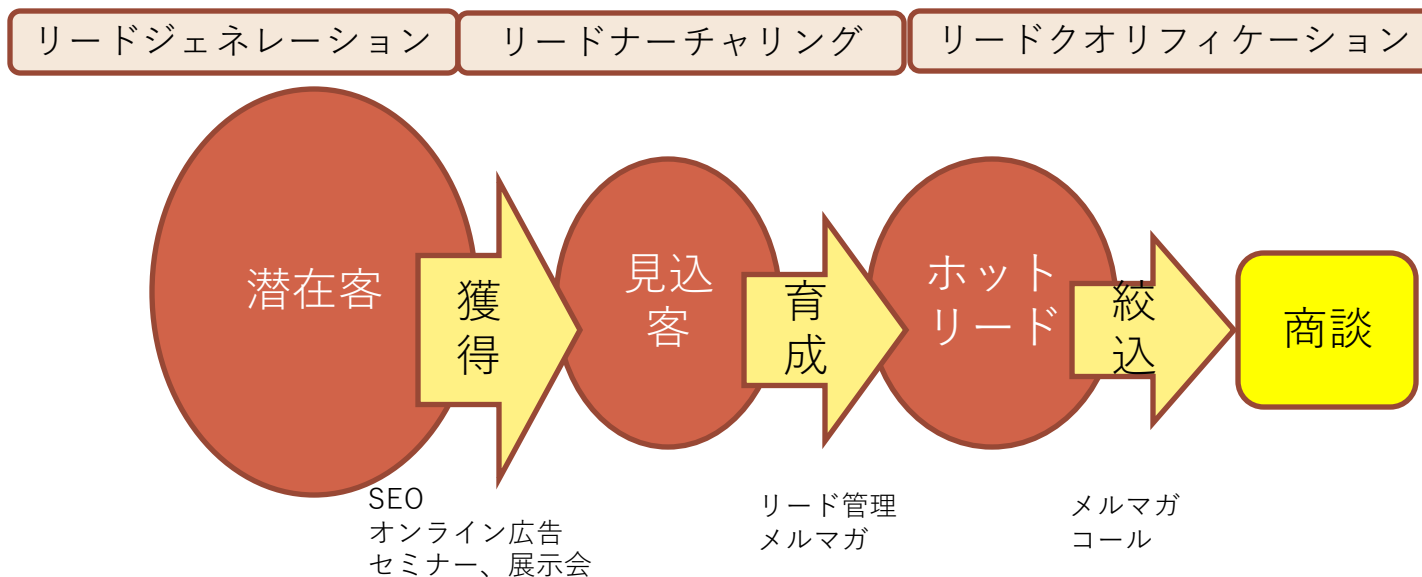 リードジェネレーション
リードナーチャリング
リードクオリフィケーション
潜在客
獲
得
見込
客
育
成
ホット
リード
絞
込
商談
SEO
オンライン広告
セミナー、展示会
リード管理
メルマガ
メルマガ
コール